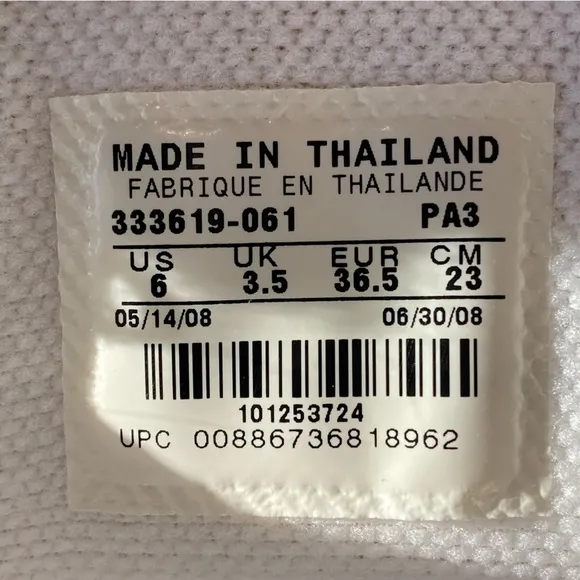 MADE IN THAILAND
FABRIQUE EN THAILANDE
333619-061 PA3
US UK EUR CM
6 3.5 36.5 23
05/14/08 06/30/08
101253724
UPC 00886736818962